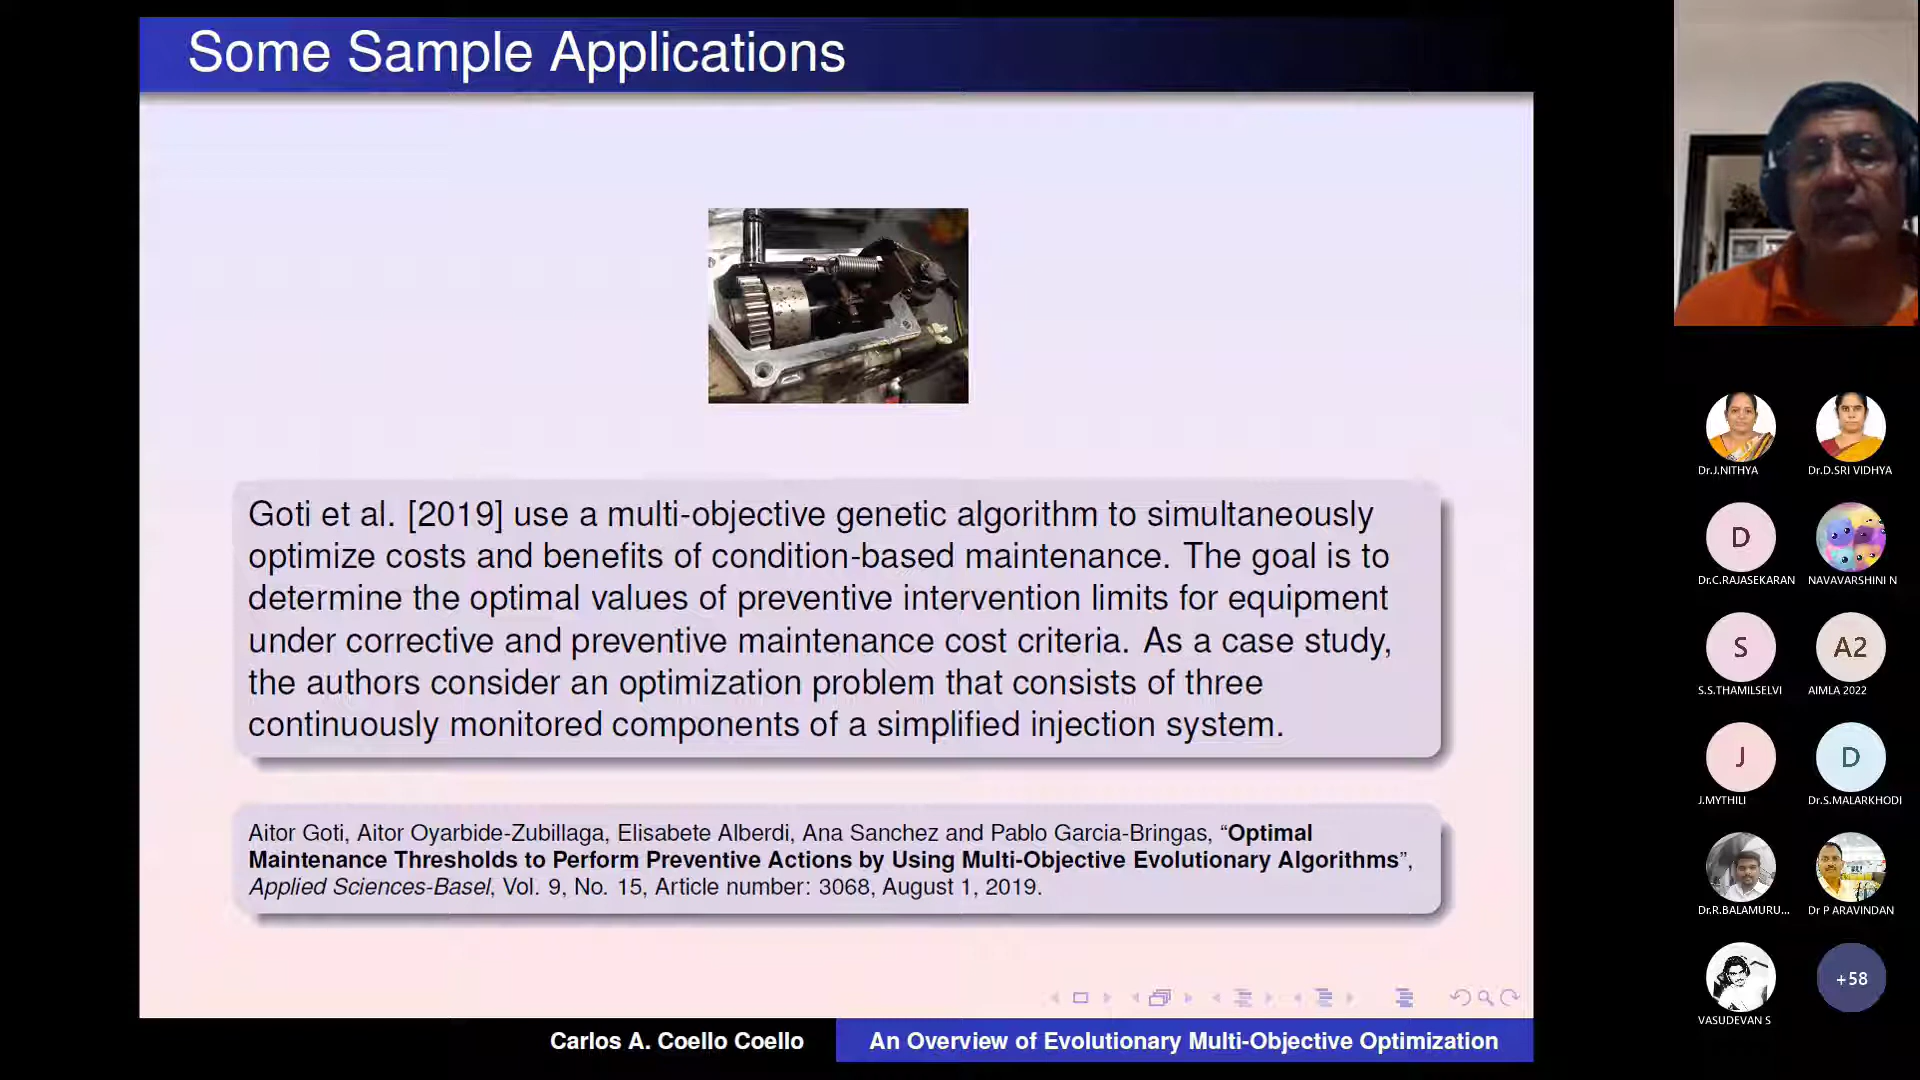 Some Sample Applications
Goti et al. [2019] use a multi-objective genetic algorithm to simultaneously
optimize costs and benefits of condition-based maintenance. The goal is to
determine the optimal values of preventive intervention limits for equipment
under corrective and preventive maintenance cost criteria. As a case study,
the authors consider an optimization problem that consists of three
continuously monitored components of a simplified injection system.
Aitor Goti, Aitor Oyarbide-Zubillaga, Elisabete Alberdi, Ana Sanchez and Pablo Garcia-Bringas, “Optimal
Maintenance Thresholds to Perform Preventive Actions by Using Multi-Objective Evolutionary Algorithms”,
Applied Sciences-Basel, Vol. 9, No. 15, Article number: 3068, August 1, 2019.
Carlos A. Coello Coello
An Overview of Evolutionary Multi-Objective Optimization
Dr.J.NITHYA
Dr.D.SRI VIDHYA
D
Dr.C.RAJASEKARAN
NAVAVARSHINI N
S
A2
S.S.THAMILSELVI
AIMLA 2022
J
D
J.MYTHILI
Dr.S.MALARKHODI
Dr.R.BALAMURU...
Dr P ARAVINDAN
+58
VASUDEVAN S